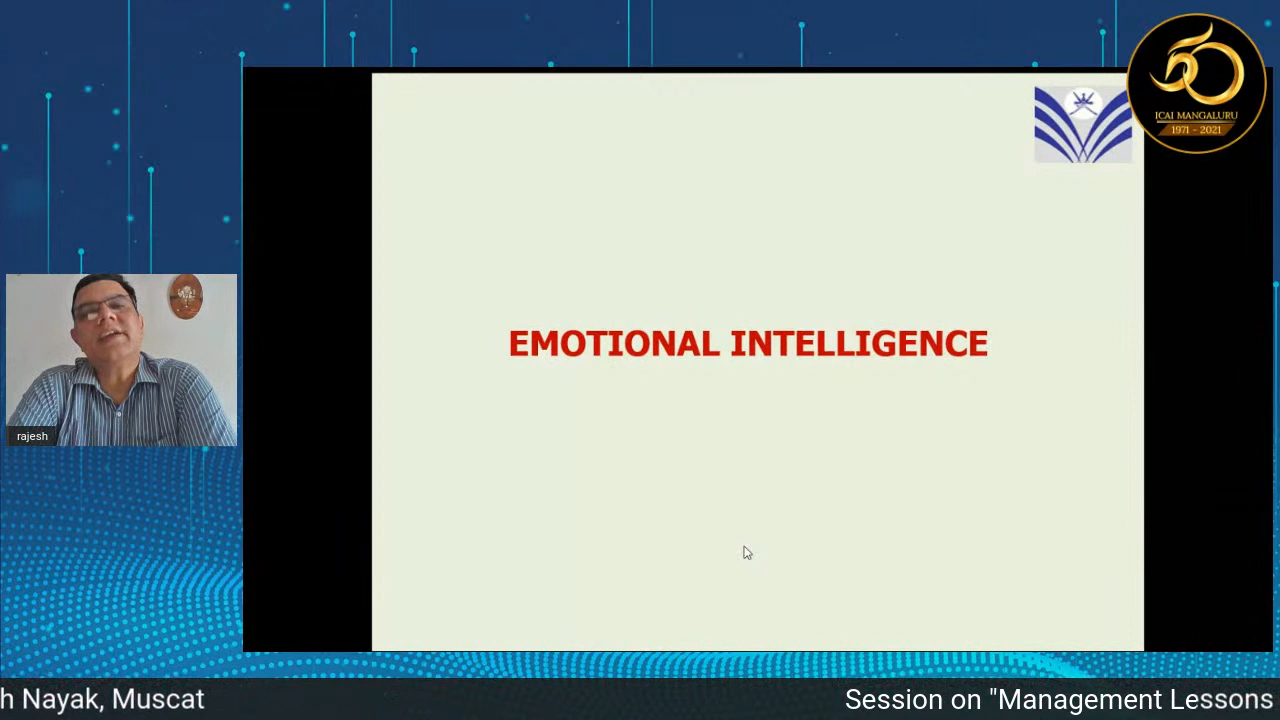 ICAI MANGALURU
1971 - 2021
EMOTIONAL INTELLIGENCE
rajesh
h Nayak, Muscat
Session on "Management Lessons